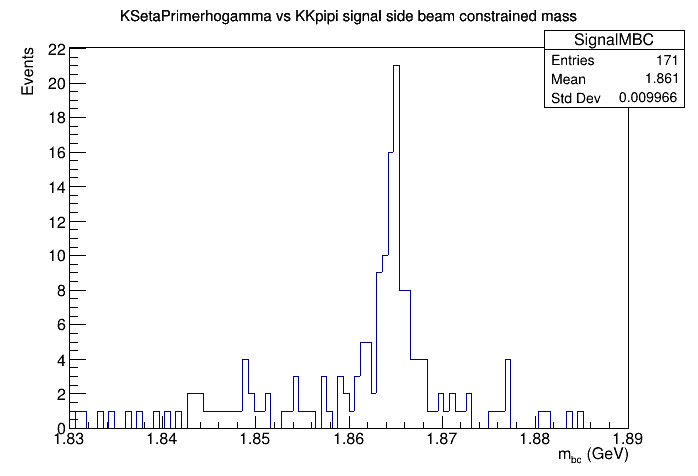 KSetaPrimerhogamma vs KKpipi signal side beam constrained mass
SignalMBC
Entries 171
Mean 1.861
Std Dev 0.009966
Events
22
20
18
16
14
12
10
8
6
4
2
0
1.83 1.84 1.85 1.86 1.87 1.88 1.89
m_bc (GeV)